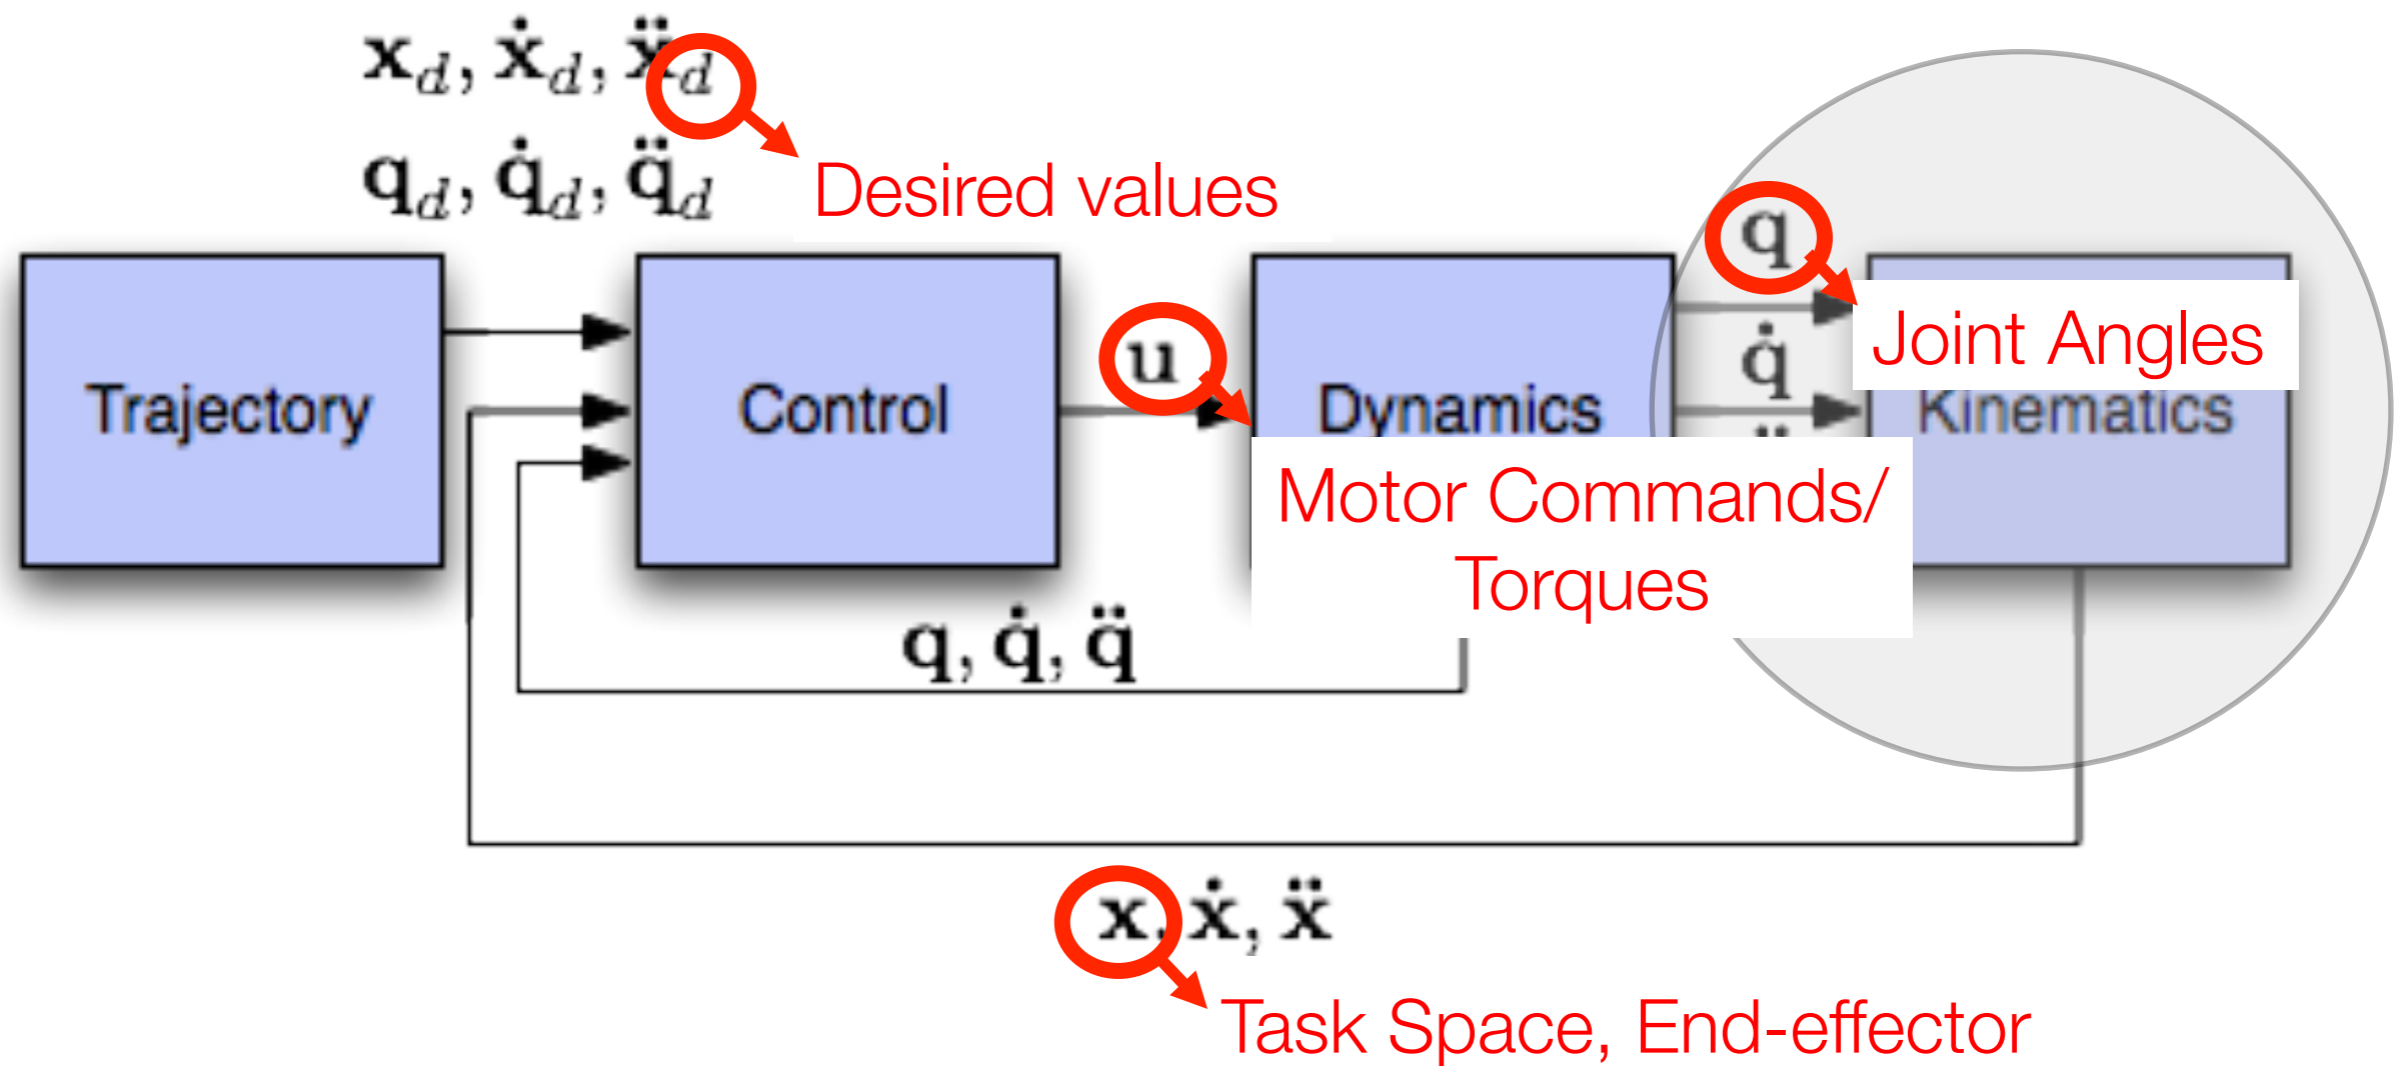 𝐱_d, 𝐱̇_d, 𝐱̈_d
𝐪_d, 𝐪̇_d, 𝐪̈_d
Desired values
𝐪
Joint Angles
𝐮
𝐪̇
Trajectory
Control
Dynamics
Kinematics
Motor Commands/
Torques
𝐪, 𝐪̇, 𝐪̈
𝐱, 𝐱̇, 𝐱̈
Task Space, End-effector